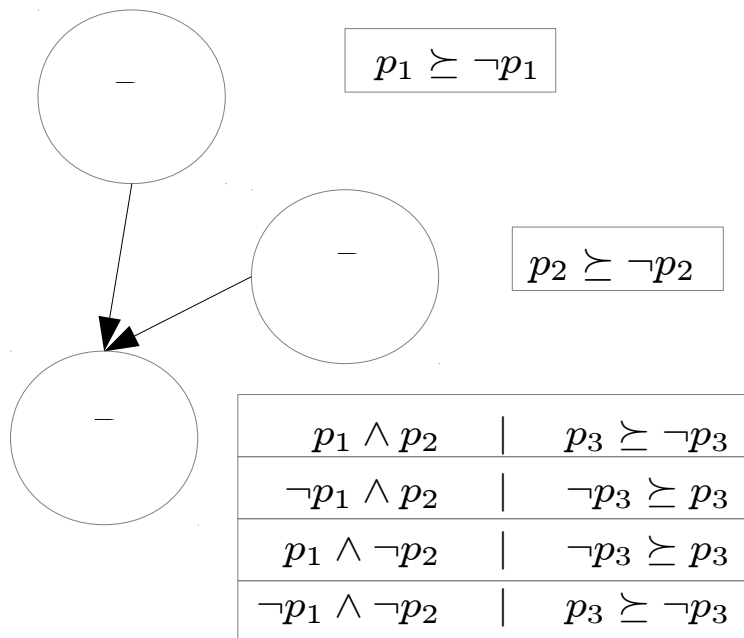 –
p₁ ⪰ ¬p₁
–
p₂ ⪰ ¬p₂
–
p₁ ∧ p₂ | p₃ ⪰ ¬p₃
¬p₁ ∧ p₂ | ¬p₃ ⪰ p₃
p₁ ∧ ¬p₂ | ¬p₃ ⪰ p₃
¬p₁ ∧ ¬p₂ | p₃ ⪰ ¬p₃